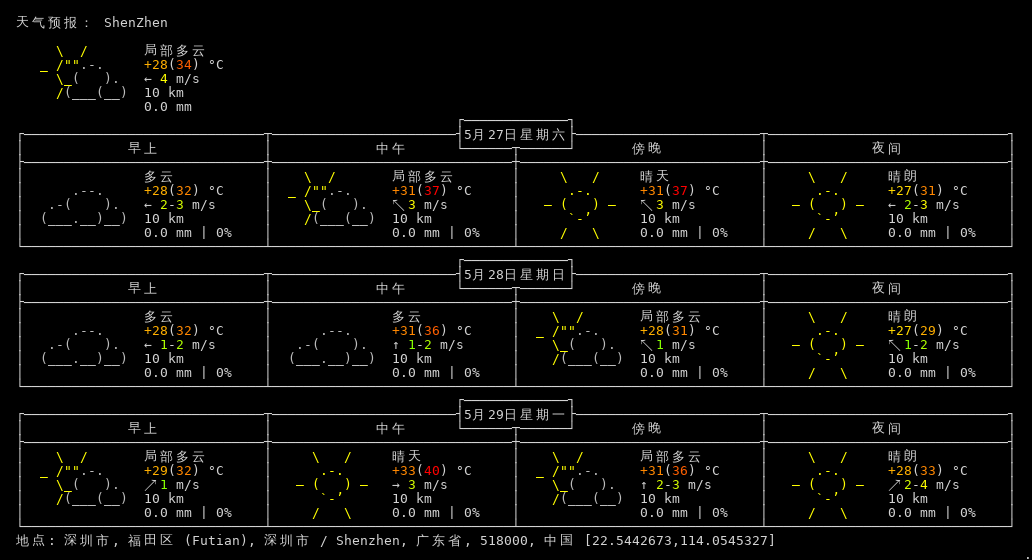 天气预报： ShenZhen
局部多云
+28(34) °C
← 4 m/s
10 km
0.0 mm
5月27日星期六
早上 中午 傍晚 夜间
多云 局部多云 晴天 晴朗
+28(32) °C +31(37) °C +31(37) °C +27(31) °C
← 2-3 m/s ↖ 3 m/s ↖ 3 m/s ← 2-3 m/s
10 km 10 km 10 km 10 km
0.0 mm | 0% 0.0 mm | 0% 0.0 mm | 0% 0.0 mm | 0%
5月28日星期日
早上 中午 傍晚 夜间
多云 多云 局部多云 晴朗
+28(32) °C +31(36) °C +28(31) °C +27(29) °C
← 1-2 m/s ↑ 1-2 m/s ↖ 1 m/s ↖ 1-2 m/s
10 km 10 km 10 km 10 km
0.0 mm | 0% 0.0 mm | 0% 0.0 mm | 0% 0.0 mm | 0%
5月29日星期一
早上 中午 傍晚 夜间
局部多云 晴天 局部多云 晴朗
+29(32) °C +33(40) °C +31(36) °C +28(33) °C
↗ 1 m/s → 3 m/s ↑ 2-3 m/s ↗ 2-4 m/s
10 km 10 km 10 km 10 km
0.0 mm | 0% 0.0 mm | 0% 0.0 mm | 0% 0.0 mm | 0%
地点: 深圳市, 福田区 (Futian), 深圳市 / Shenzhen, 广东省, 518000, 中国 [22.5442673,114.0545327]